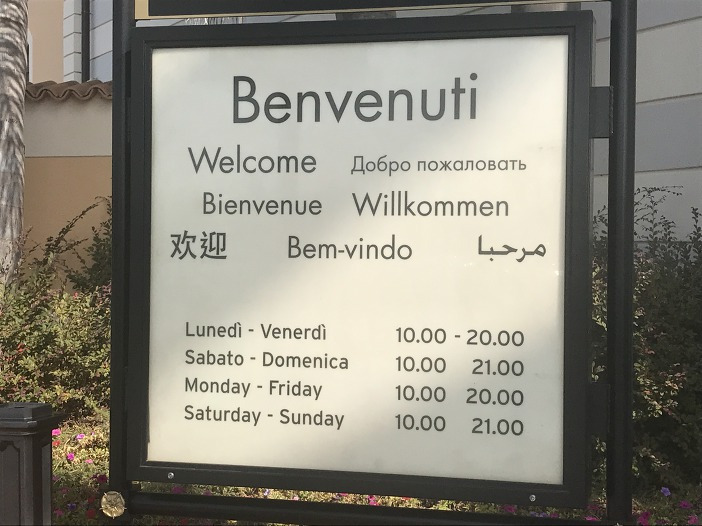 Benvenuti
Welcome Добро пожаловать
Bienvenue Willkommen
欢迎 Bem-vindo مرحبا
Lunedì - Venerdì 10.00 - 20.00
Sabato - Domenica 10.00 21.00
Monday - Friday 10.00 20.00
Saturday - Sunday 10.00 21.00